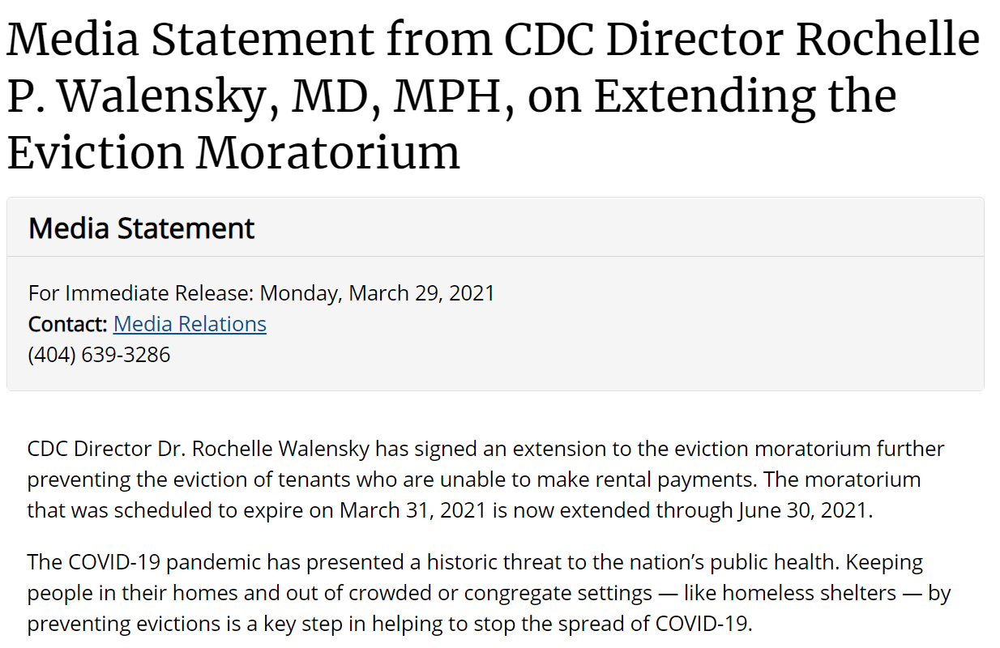 Media Statement from CDC Director Rochelle
P. Walensky, MD, MPH, on Extending the
Eviction Moratorium
Media Statement
For Immediate Release: Monday, March 29, 2021
Contact: Media Relations
(404) 639-3286
CDC Director Dr. Rochelle Walensky has signed an extension to the eviction moratorium further
preventing the eviction of tenants who are unable to make rental payments. The moratorium
that was scheduled to expire on March 31, 2021 is now extended through June 30, 2021.
The COVID-19 pandemic has presented a historic threat to the nation’s public health. Keeping
people in their homes and out of crowded or congregate settings — like homeless shelters — by
preventing evictions is a key step in helping to stop the spread of COVID-19.